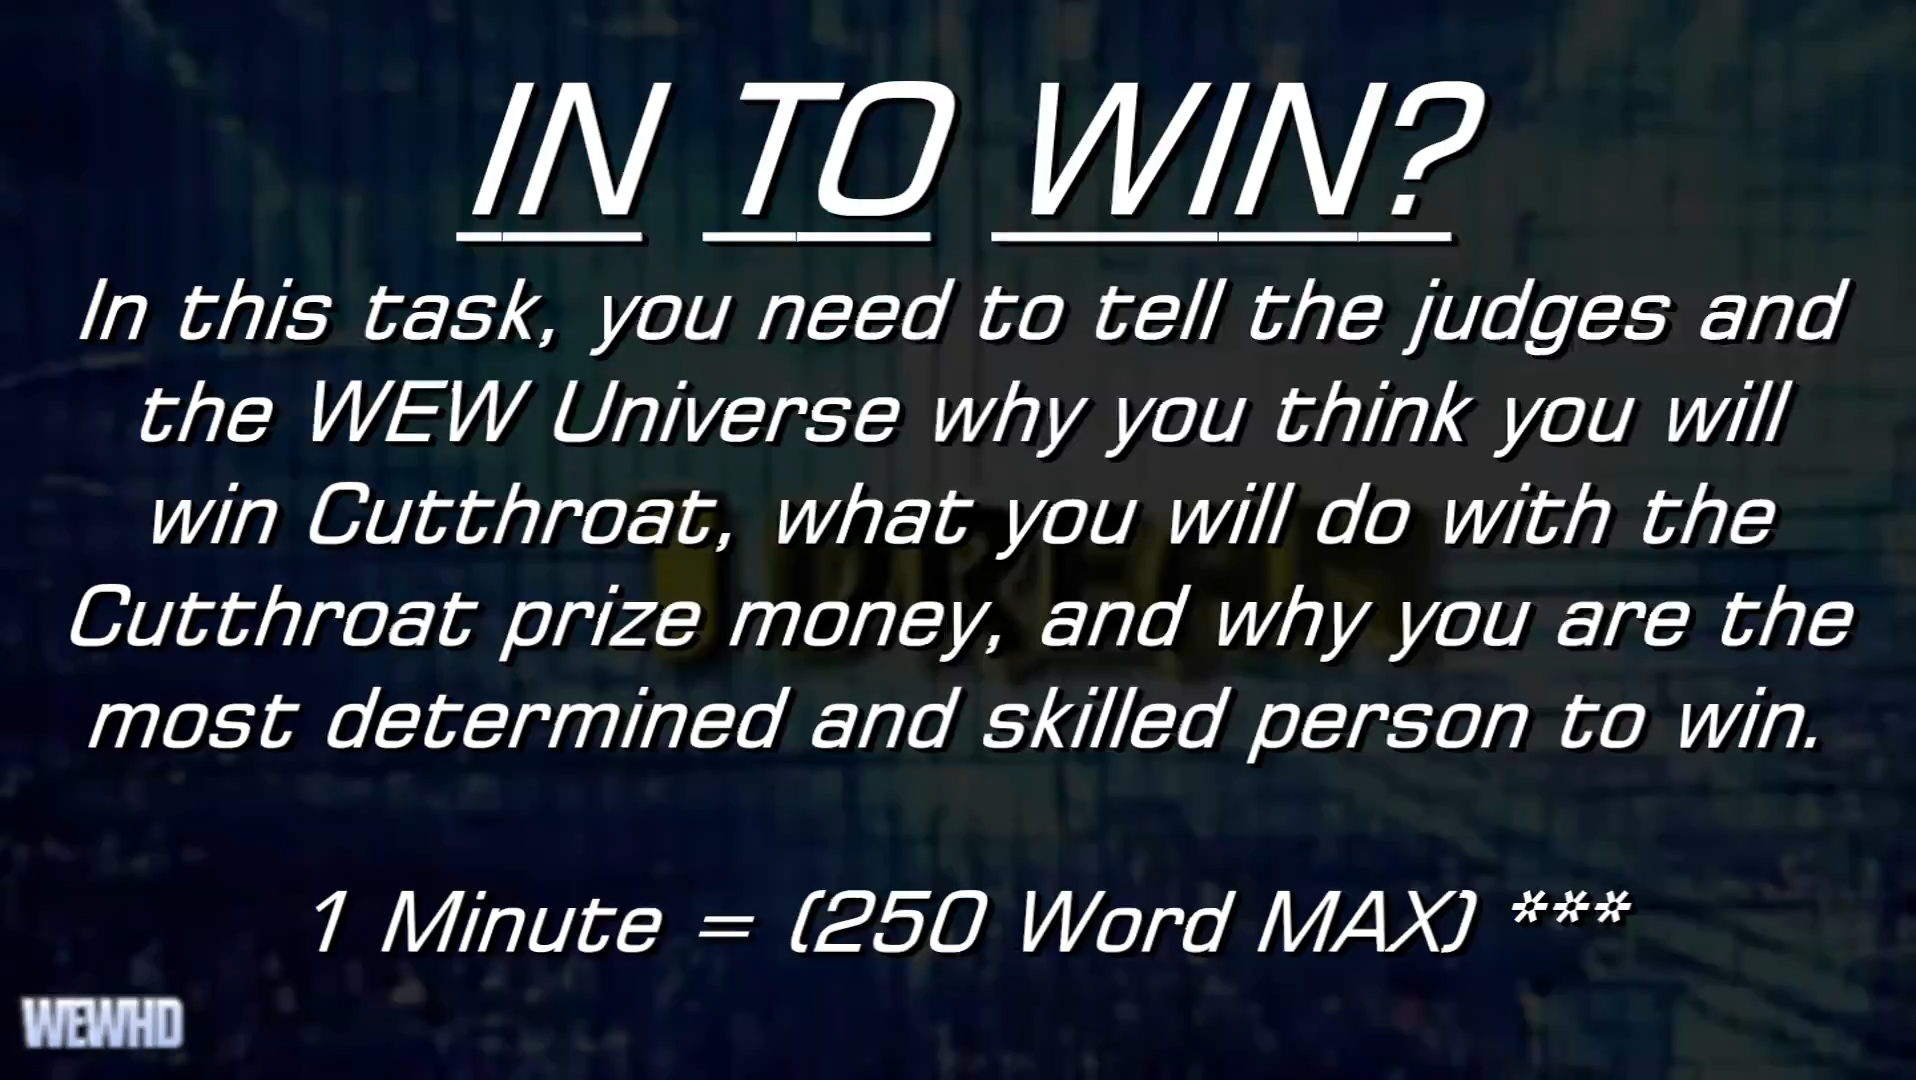 IN TO WIN?
In this task, you need to tell the judges and
the WEW Universe why you think you will
win Cutthroat, what you will do with the
Cutthroat prize money, and why you are the
most determined and skilled person to win.
1 Minute = (250 Word MAX) ***
WEWHD